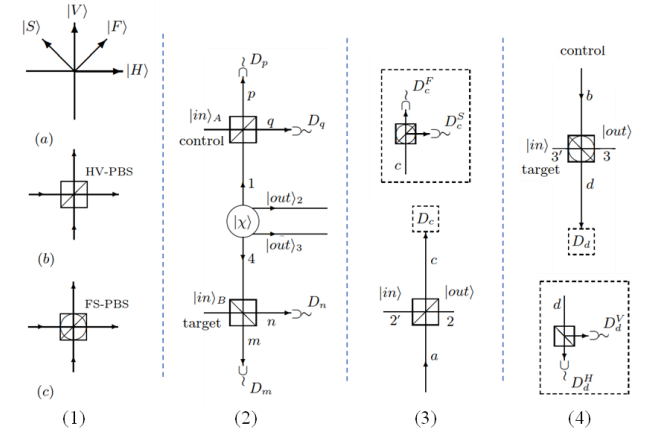 |V⟩
|S⟩
|F⟩
|H⟩
(a)
HV-PBS
(b)
FS-PBS
(c)
(1)
D_p
p
|in⟩_A
q
D_q
control
1
|out⟩_2
|χ⟩
|out⟩_3
4
|in⟩_B
D_n
target
n
m
D_m
(2)
D_c^F
D_c^S
c
D_c
c
|in⟩
|out⟩
2′
2
a
(3)
control
b
|in⟩
|out⟩
3′
3
target
d
D_d
d
D_d^V
D_d^H
(4)